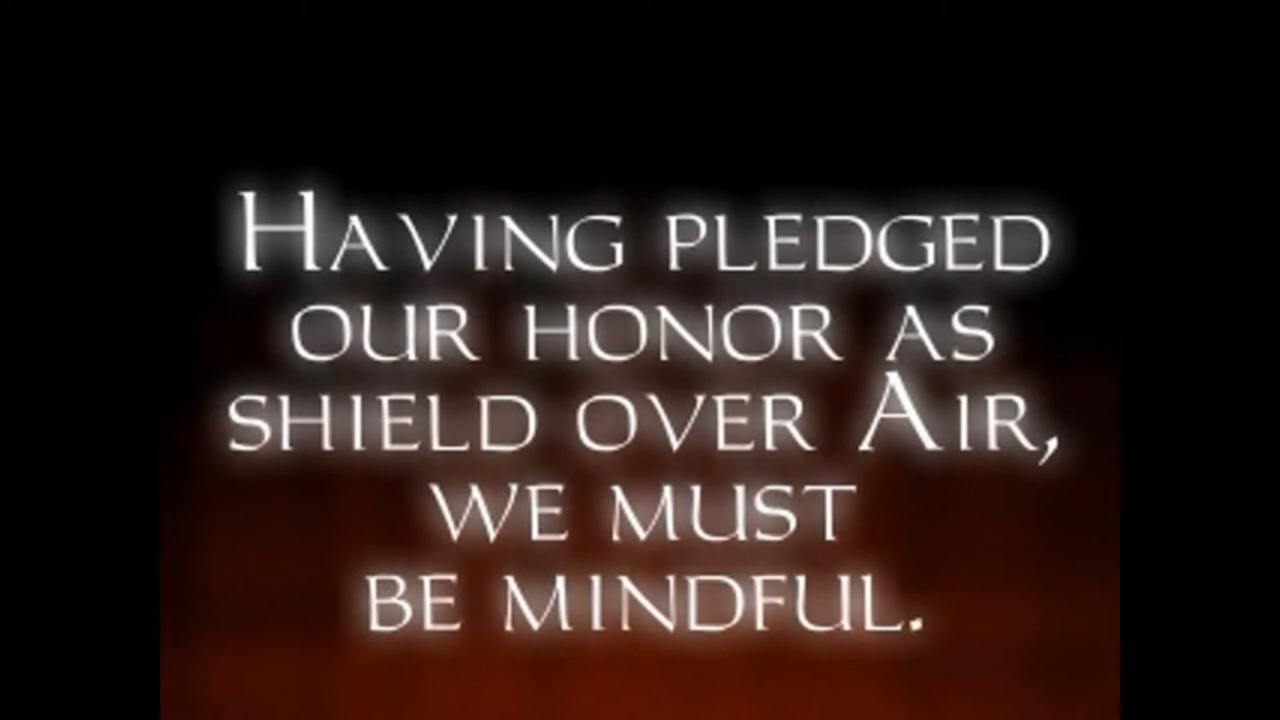 Having pledged
our honor as
shield over Air,
we must
be mindful.